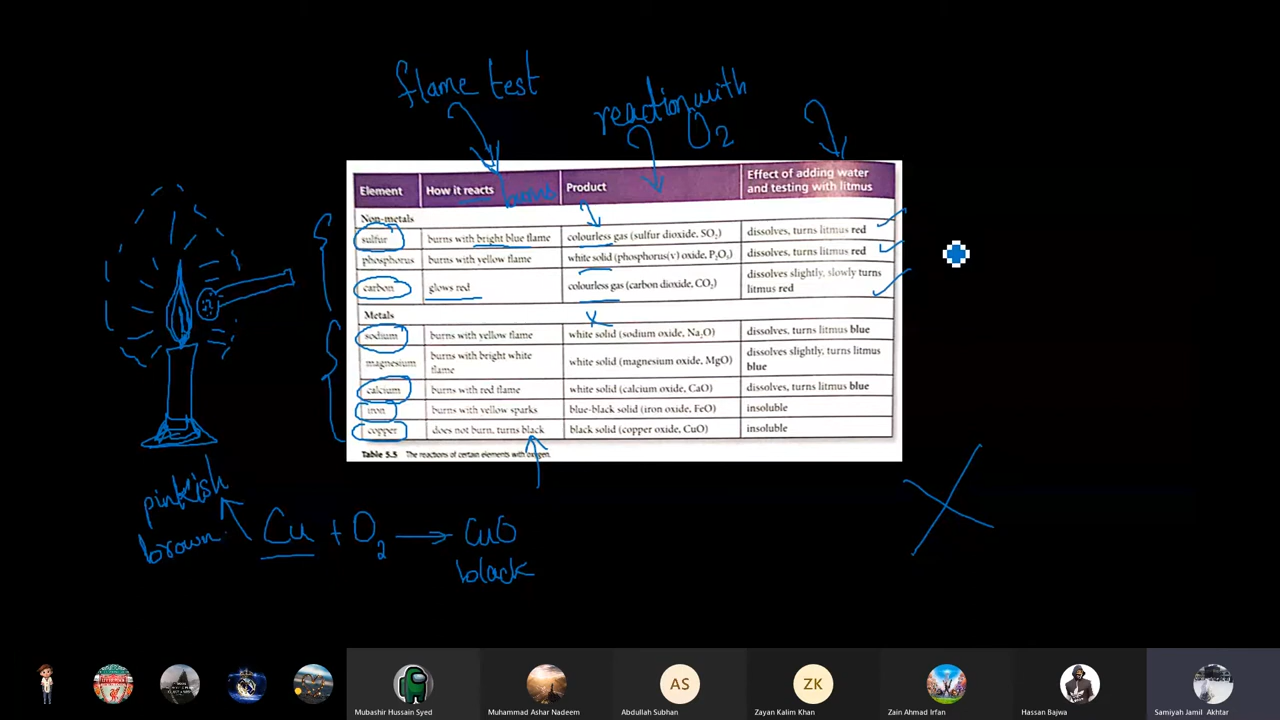 flame test
reaction with
O2
Element How it reacts Product Effect of adding water and testing with litmus
burns
Non-metals
sulfur burns with bright blue flame colourless gas (sulfur dioxide, SO₂) dissolves, turns litmus red
phosphorus burns with yellow flame white solid (phosphorus(v) oxide, P₂O₅) dissolves, turns litmus red
carbon glows red colourless gas (carbon dioxide, CO₂) dissolves slightly, slowly turns litmus red
Metals
sodium burns with yellow flame white solid (sodium oxide, Na₂O) dissolves, turns litmus blue
magnesium burns with bright white flame white solid (magnesium oxide, MgO) dissolves slightly, turns litmus blue
calcium burns with red flame white solid (calcium oxide, CaO) dissolves, turns litmus blue
iron burns with yellow sparks blue-black solid (iron oxide, FeO) insoluble
copper does not burn, turns black black solid (copper oxide, CuO) insoluble
Table 5.5 The reactions of certain elements with oxygen.
pinkish
brown.
Cu + O2 → CuO
black
AS
ZK
Mubashir Hussain Syed
Muhammad Ashar Nadeem
Abdullah Subhan
Zayan Kalim Khan
Zain Ahmad Irfan
Hassan Bajwa
Samiyah Jamil Akhtar